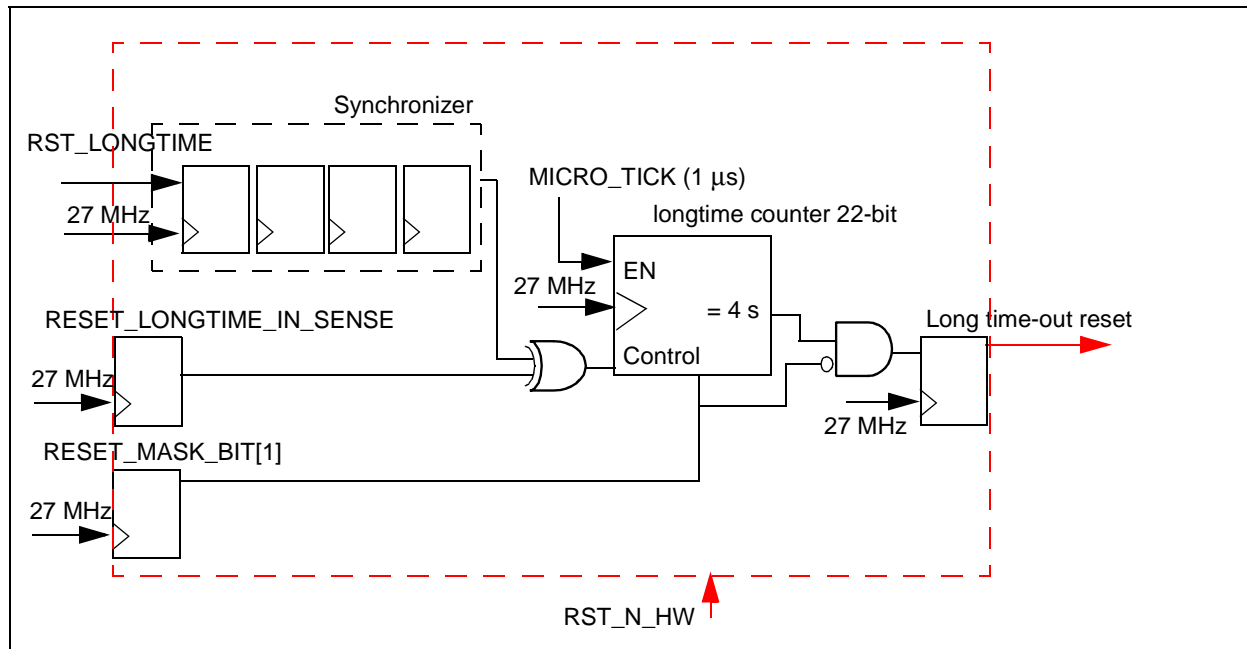 Synchronizer
RST_LONGTIME
27 MHz
MICRO_TICK (1 μs)
longtime counter 22-bit
EN
27 MHz
= 4 s
Control
RESET_LONGTIME_IN_SENSE
27 MHz
Long time-out reset
27 MHz
RESET_MASK_BIT[1]
27 MHz
RST_N_HW